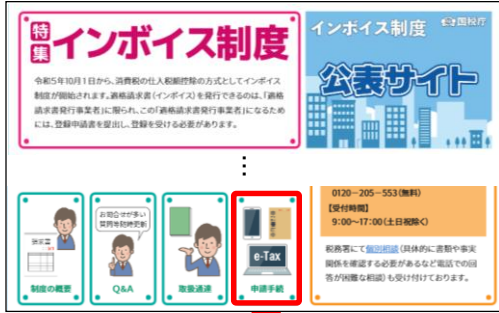 特集 インボイス制度
令和5年10月1日から、消費税の仕入税額控除の方式としてインボイス
制度が開始されます。適格請求書(インボイス)を発行できるのは、「適格
請求書発行事業者」に限られ、この「適格請求書発行事業者」になるため
には、登録申請書を提出し、登録を受ける必要があります。
インボイス制度 国税庁
公表サイト
⋮
請求書
制度の概要
お問合せが多い
質問等随時更新
Q&A
取扱通達
e-Tax
申請手続
0120-205-553(無料)
【受付時間】
9:00~17:00(土日祝除く)
税務署にて個別相談(具体的に書類や事実
関係を確認する必要があるなど電話での回
答が困難な相談)も受け付けております。